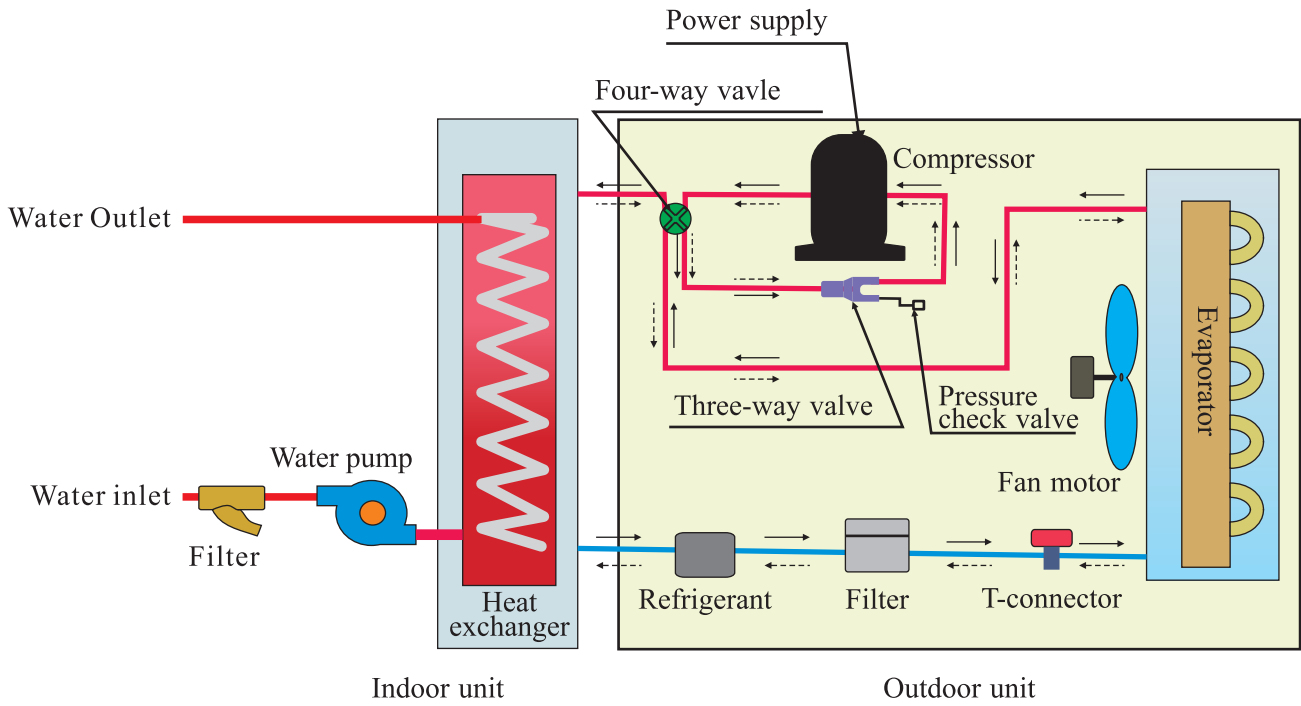 Power supply
Four-way vavle
Compressor
Water Outlet
Evaporator
Three-way valve
Pressure
check valve
Water pump
Fan motor
Water inlet
Filter
Refrigerant
Filter
T-connector
Heat
exchanger
Indoor unit
Outdoor unit